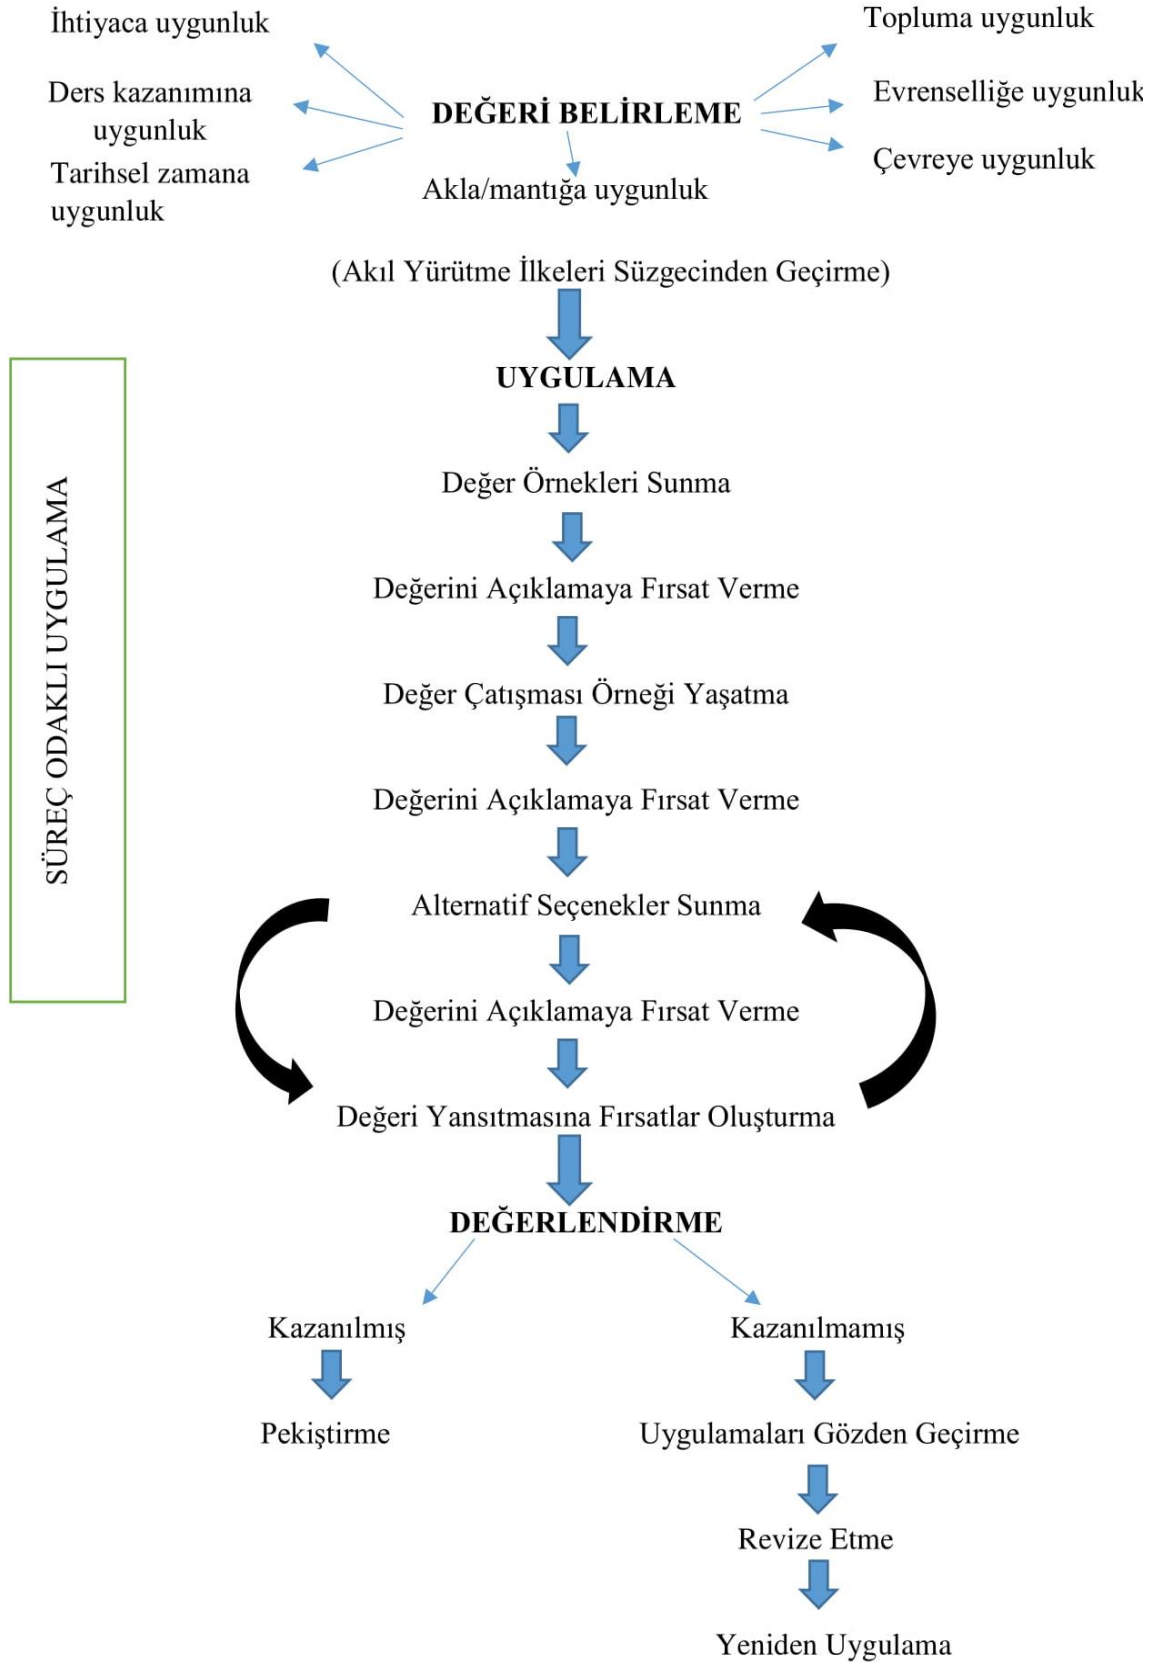 İhtiyaca uygunluk
Topluma uygunluk
Ders kazanımına
uygunluk
DEĞERİ BELİRLEME
Evrenselliğe uygunluk
Tarihsel zamana
uygunluk
Çevreye uygunluk
Akla/mantığa uygunluk
(Akıl Yürütme İlkeleri Süzgecinden Geçirme)
UYGULAMA
SÜREÇ ODAKLI UYGULAMA
Değer Örnekleri Sunma
Değerini Açıklamaya Fırsat Verme
Değer Çatışması Örneği Yaşatma
Değerini Açıklamaya Fırsat Verme
Alternatif Seçenekler Sunma
Değerini Açıklamaya Fırsat Verme
Değeri Yansıtmasına Fırsatlar Oluşturma
DEĞERLENDİRME
Kazanılmış
Kazanılmamış
Pekiştirme
Uygulamaları Gözden Geçirme
Revize Etme
Yeniden Uygulama